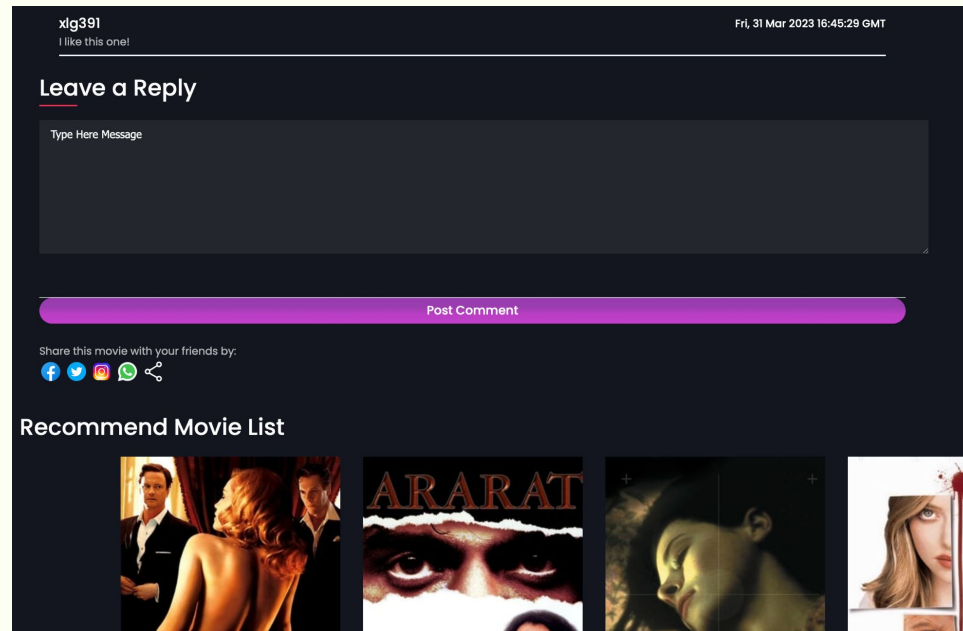 xlg391
Fri, 31 Mar 2023 16:45:29 GMT
I like this one!
Leave a Reply
Type Here Message
Post Comment
Share this movie with your friends by:
Recommend Movie List
ARARAT